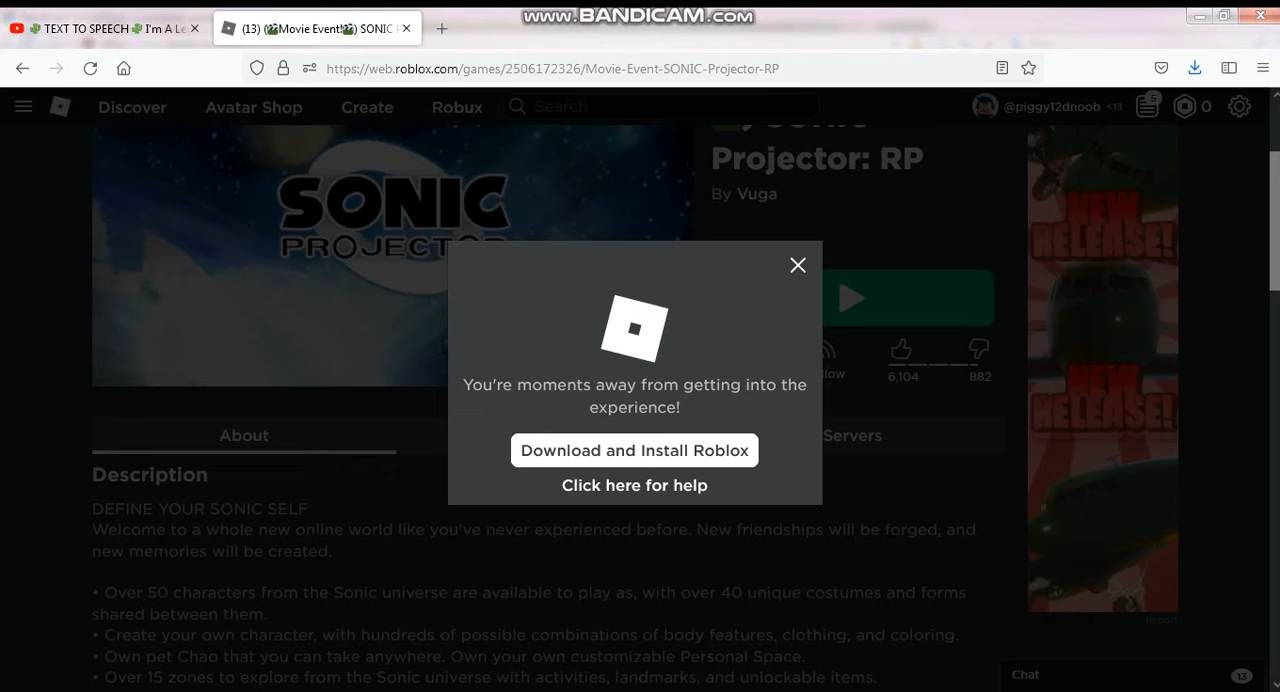 www.BANDICAM.com
🌵 TEXT TO SPEECH 🌵 I'm A Le
(13) (🎬Movie Event!🎬) SONIC P
https://web.roblox.com/games/2506172326/Movie-Event-SONIC-Projector-RP
Discover
Avatar Shop
Create
Robux
Search
@piggy12dnoob <13
5
0
SONIC
PROJECTOR
Sonic
Projector: RP
By Vuga
NEW
RELEASE!
NEW
RELEASE!
You're moments away from getting into the
experience!
Download and Install Roblox
Click here for help
6,104
882
About
Servers
Description
DEFINE YOUR SONIC SELF
Welcome to a whole new online world like you've never experienced before. New friendships will be forged, and
new memories will be created.
• Over 50 characters from the Sonic universe are available to play as, with over 40 unique costumes and forms
shared between them.
• Create your own character, with hundreds of possible combinations of body features, clothing, and coloring.
• Own pet Chao that you can take anywhere. Own your own customizable Personal Space.
• Over 15 zones to explore from the Sonic universe with activities, landmarks, and unlockable items.
Report
Chat
13